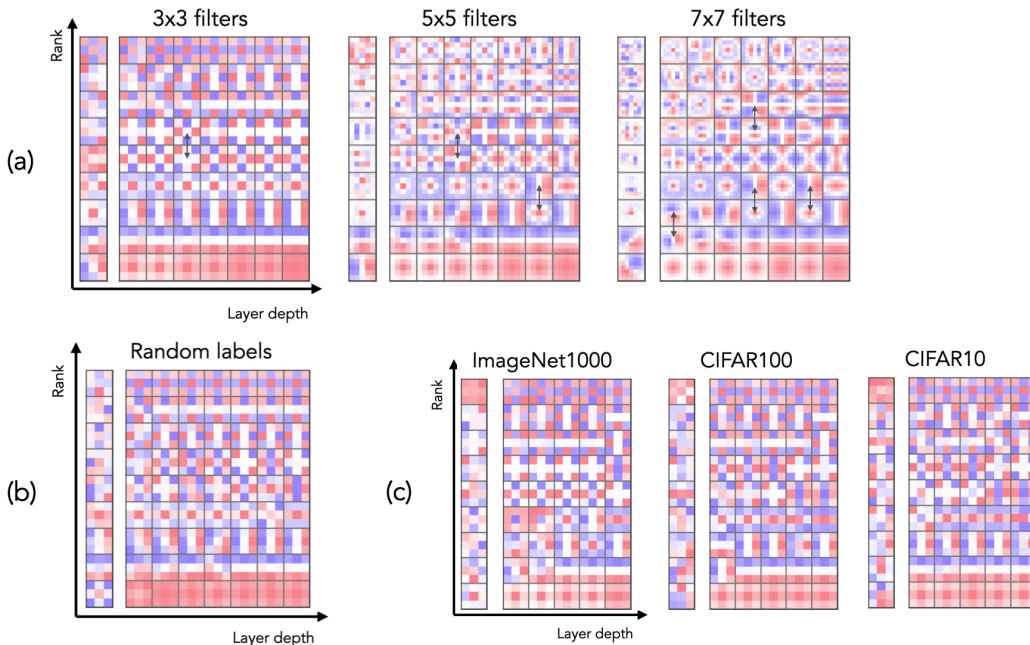 3x3 filters
5x5 filters
7x7 filters
Rank
(a)
Layer depth
Random labels
Rank
(b)
Layer depth
ImageNet1000
CIFAR100
CIFAR10
Rank
(c)
Layer depth